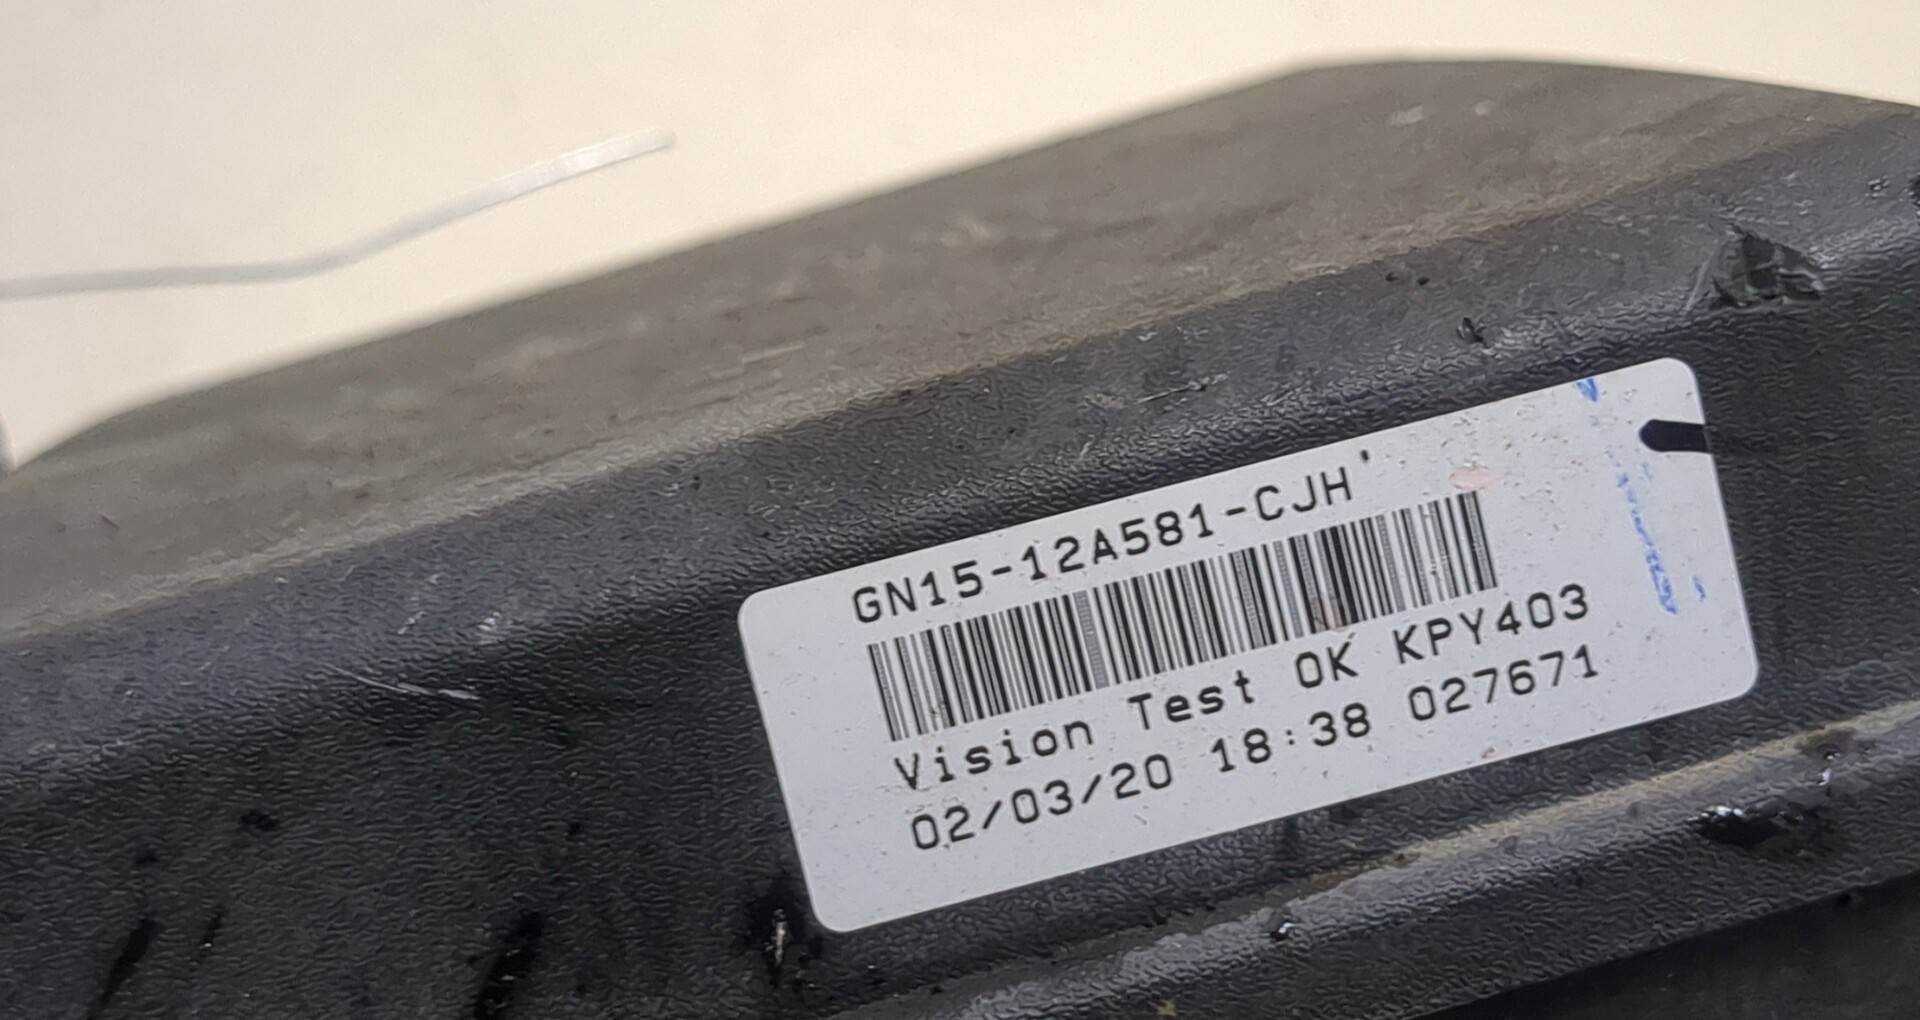 GN15-12A581-CJH'
Vision Test OK KPY403
02/03/20 18:38 027671